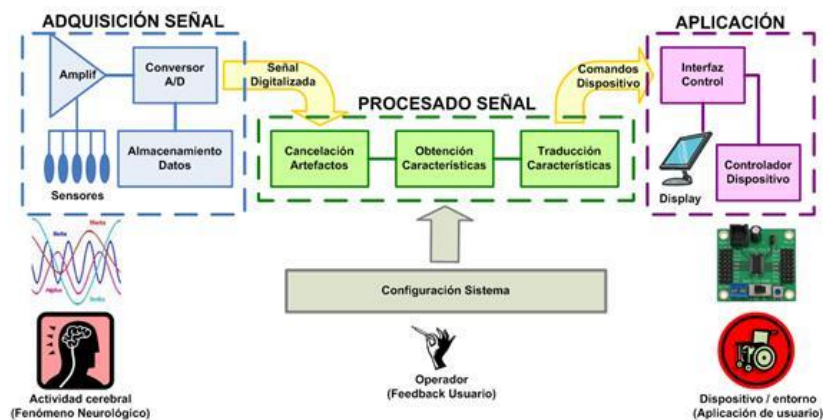 ADQUISICIÓN SEÑAL
Amplif
Conversor
A/D
Almacenamiento
Datos
Sensores
Señal
Digitalizada
PROCESADO SEÑAL
Cancelación
Artefactos
Obtención
Características
Traducción
Características
Comandos
Dispositivo
APLICACIÓN
Interfaz
Control
Display
Controlador
Dispositivo
Configuración Sistema
Operador
(Feedback Usuario)
Actividad cerebral
(Fenómeno Neurológico)
Dispositivo / entorno
(Aplicación de usuario)